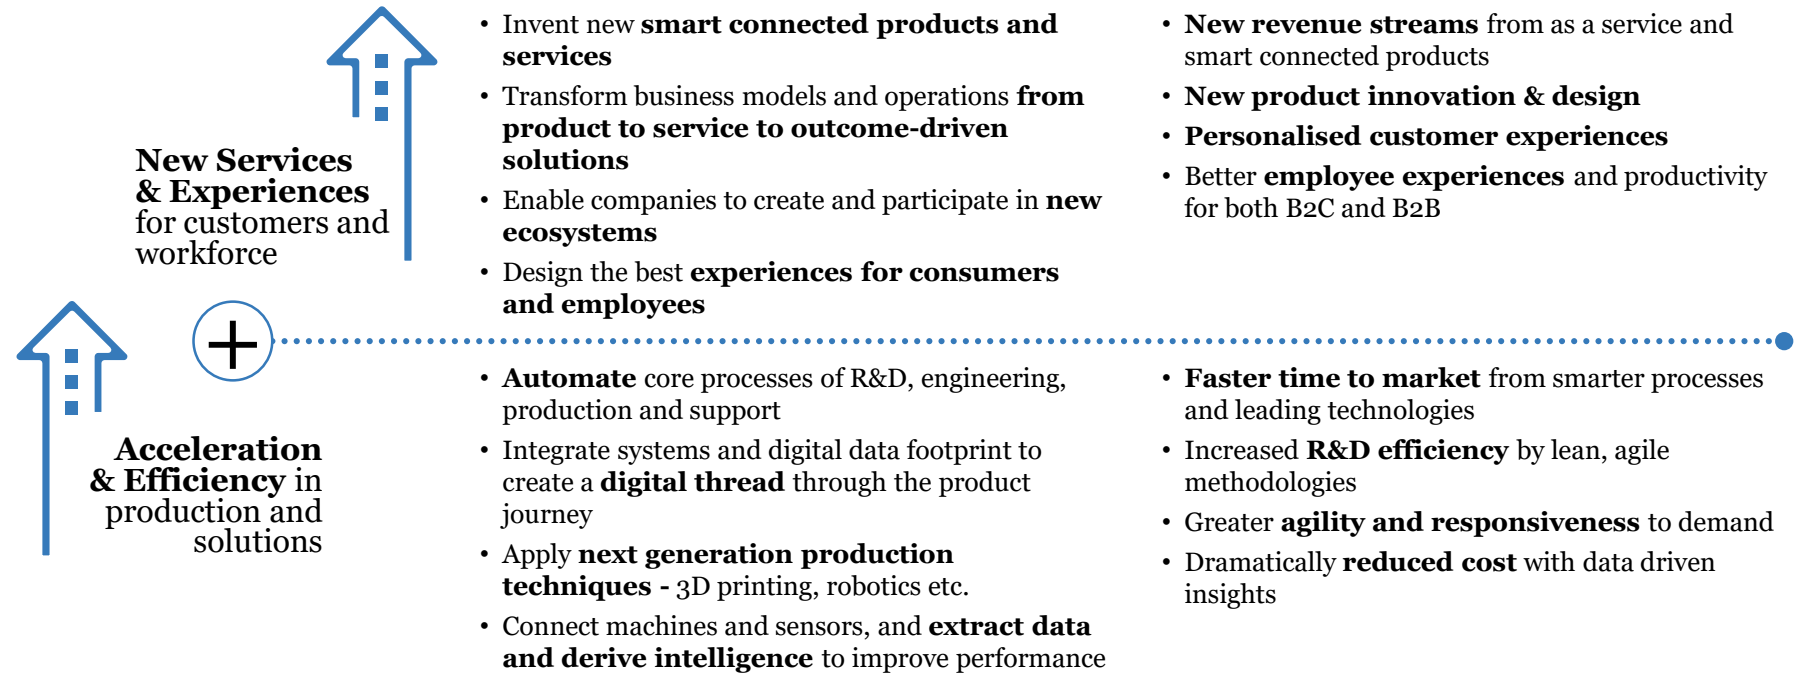 New Services
& Experiences
for customers and
workforce
• Invent new smart connected products and
services
• Transform business models and operations from
product to service to outcome-driven
solutions
• Enable companies to create and participate in new
ecosystems
• Design the best experiences for consumers
and employees
• New revenue streams from as a service and
smart connected products
• New product innovation & design
• Personalised customer experiences
• Better employee experiences and productivity
for both B2C and B2B
+
Acceleration
& Efficiency in
production and
solutions
• Automate core processes of R&D, engineering,
production and support
• Integrate systems and digital data footprint to
create a digital thread through the product
journey
• Apply next generation production
techniques - 3D printing, robotics etc.
• Connect machines and sensors, and extract data
and derive intelligence to improve performance
• Faster time to market from smarter processes
and leading technologies
• Increased R&D efficiency by lean, agile
methodologies
• Greater agility and responsiveness to demand
• Dramatically reduced cost with data driven
insights